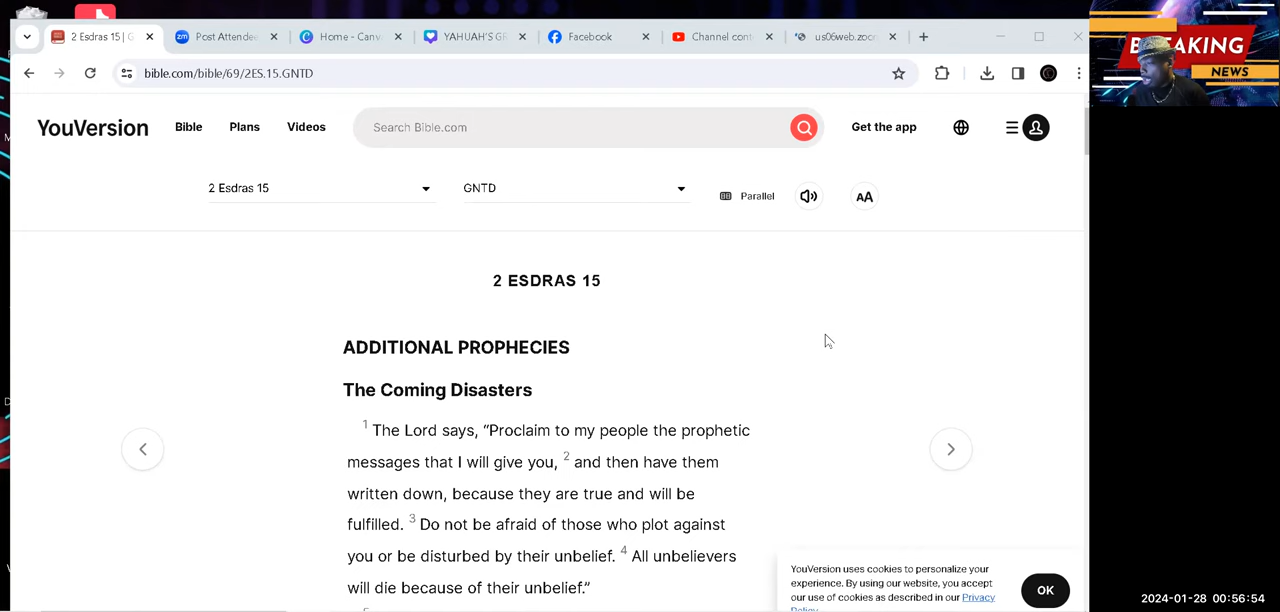 2 Esdras 15 | G
Post Attendee
Home - Canv
YAHUAH'S GR
Facebook
Channel cont
us06web.zoo
bible.com/bible/69/2ES.15.GNTD
YouVersion
Bible
Plans
Videos
Search Bible.com
Get the app
2 Esdras 15
GNTD
Parallel
AA
2 ESDRAS 15
ADDITIONAL PROPHECIES
The Coming Disasters
1 The Lord says, “Proclaim to my people the prophetic
messages that I will give you, 2 and then have them
written down, because they are true and will be
fulfilled. 3 Do not be afraid of those who plot against
you or be disturbed by their unbelief. 4 All unbelievers
will die because of their unbelief.”
YouVersion uses cookies to personalize your
experience. By using our website, you accept
our use of cookies as described in our Privacy
Policy
OK
BREAKING
NEWS
2024-01-28 00:56:54